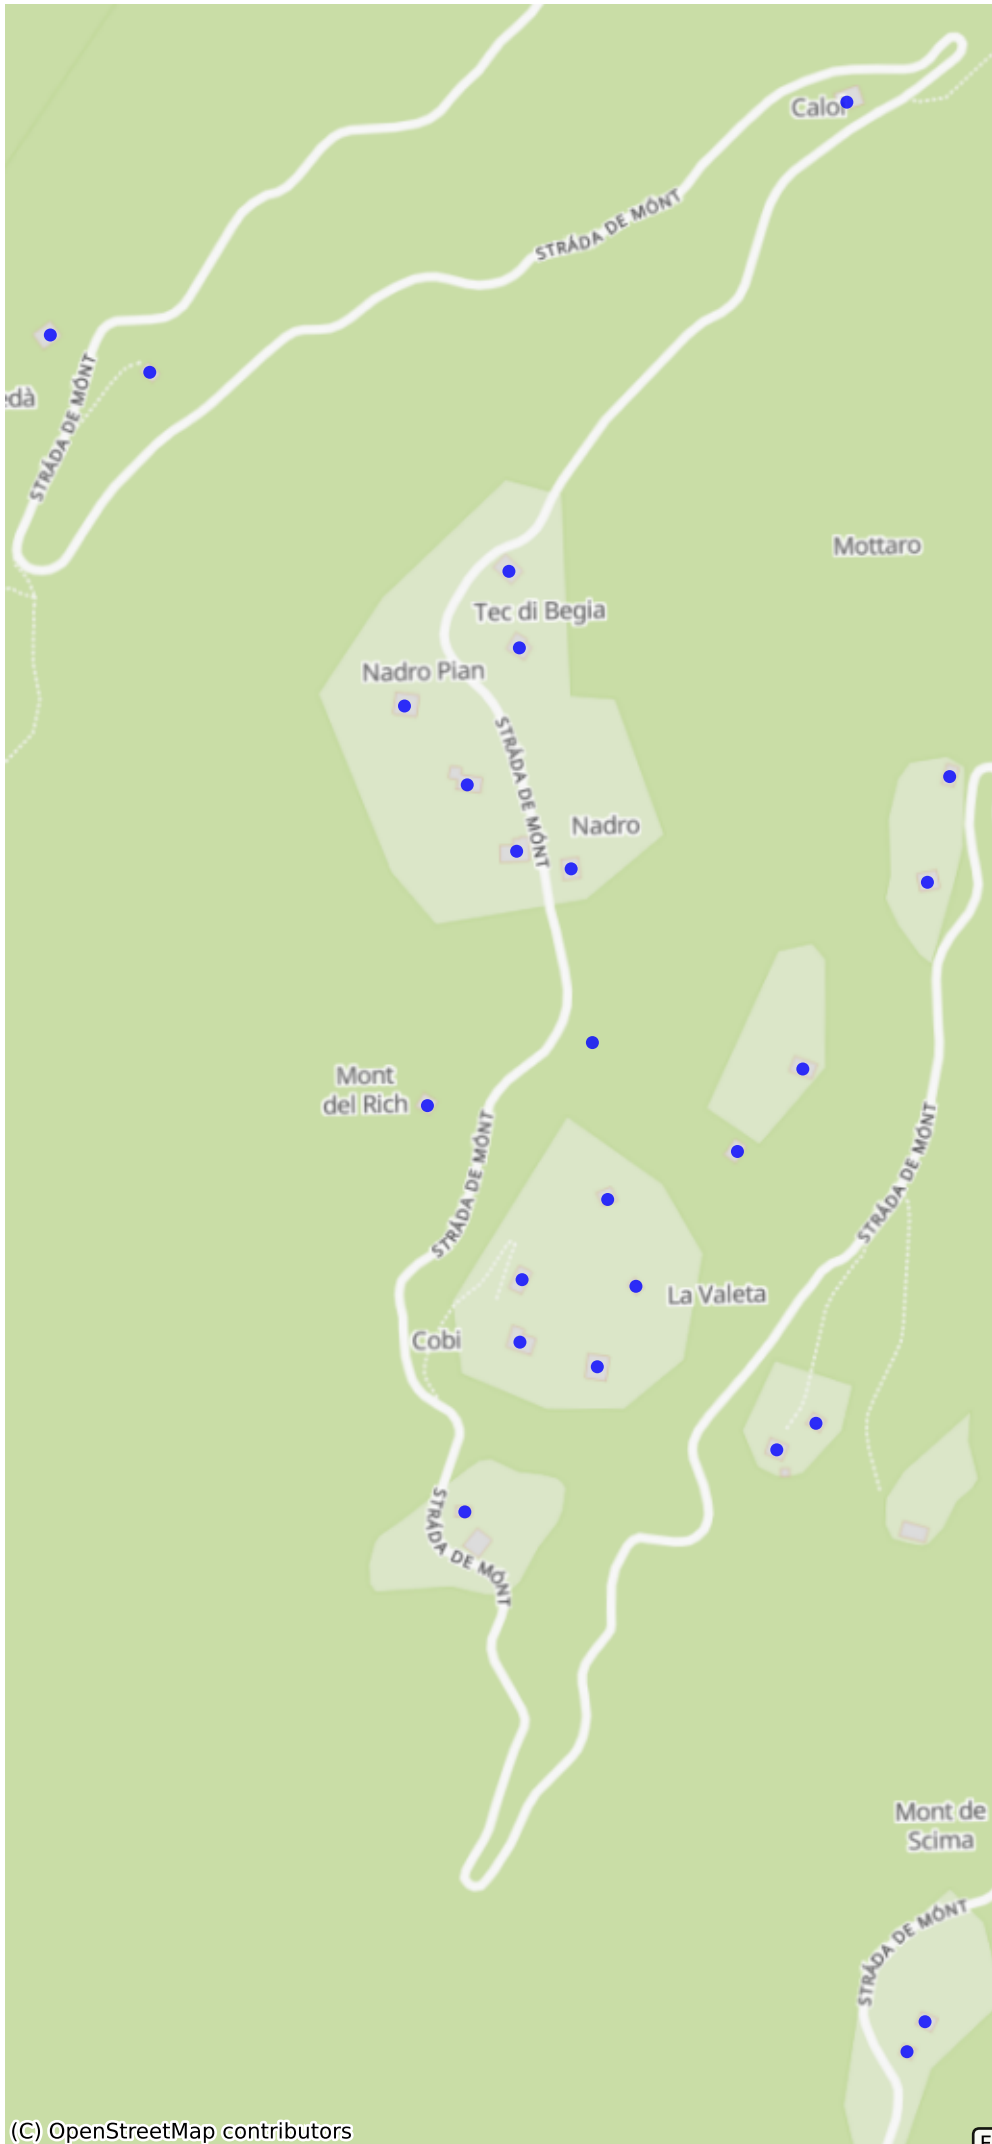 Calor
STRÁDA DE MÓNT
STRÁDA DE MÓNT
edà
Mottaro
Tec di Begia
Nadro Pian
STRÁDA DE MÓNT
Nadro
Mont
del Rich
STRÁDA DE MÓNT
STRÁDA DE MÓNT
La Valeta
Cobi
STRÁDA DE MÓNT
Mont de
Scima
STRÁDA DE MÓNT
(C) OpenStreetMap contributors